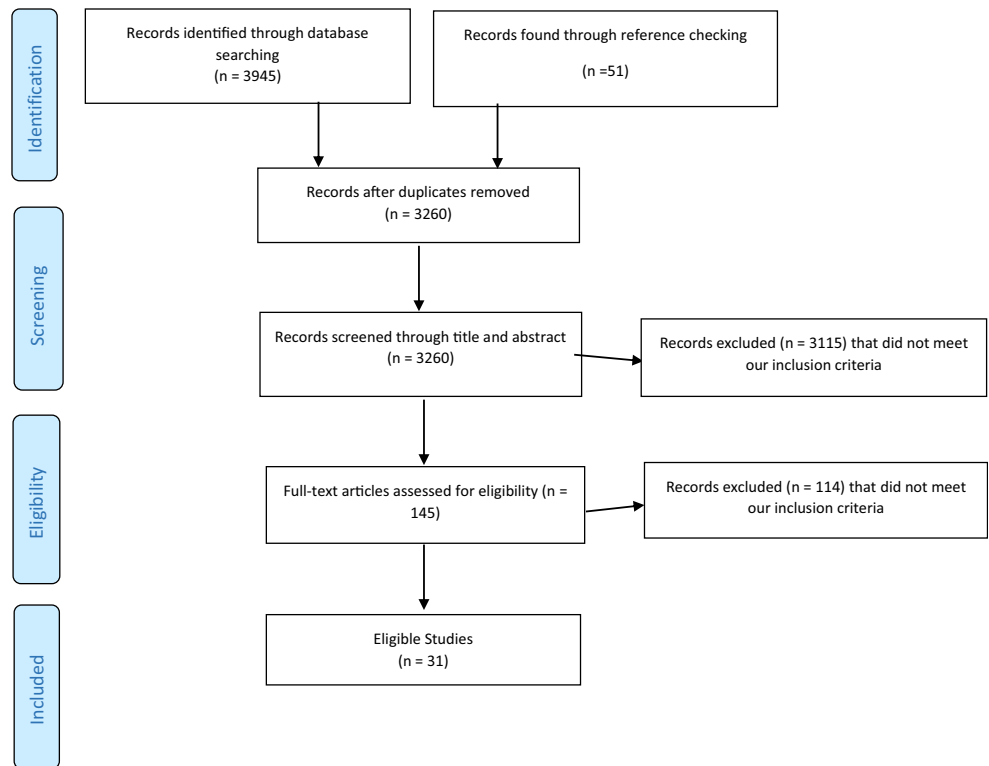 Identification
Records identified through database
searching
(n = 3945)
Records found through reference checking
(n =51)
Records after duplicates removed
(n = 3260)
Screening
Records screened through title and abstract
(n = 3260)
Records excluded (n = 3115) that did not meet
our inclusion criteria
Eligibility
Full-text articles assessed for eligibility (n =
145)
Records excluded (n = 114) that did not meet
our inclusion criteria
Included
Eligible Studies
(n = 31)